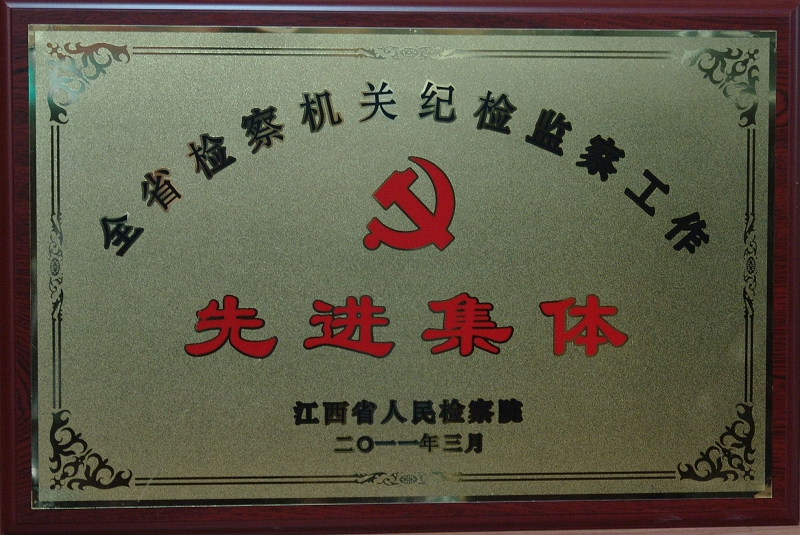 全省检察机关纪检监察工作
先进集体
江西省人民检察院
二〇一一年三月